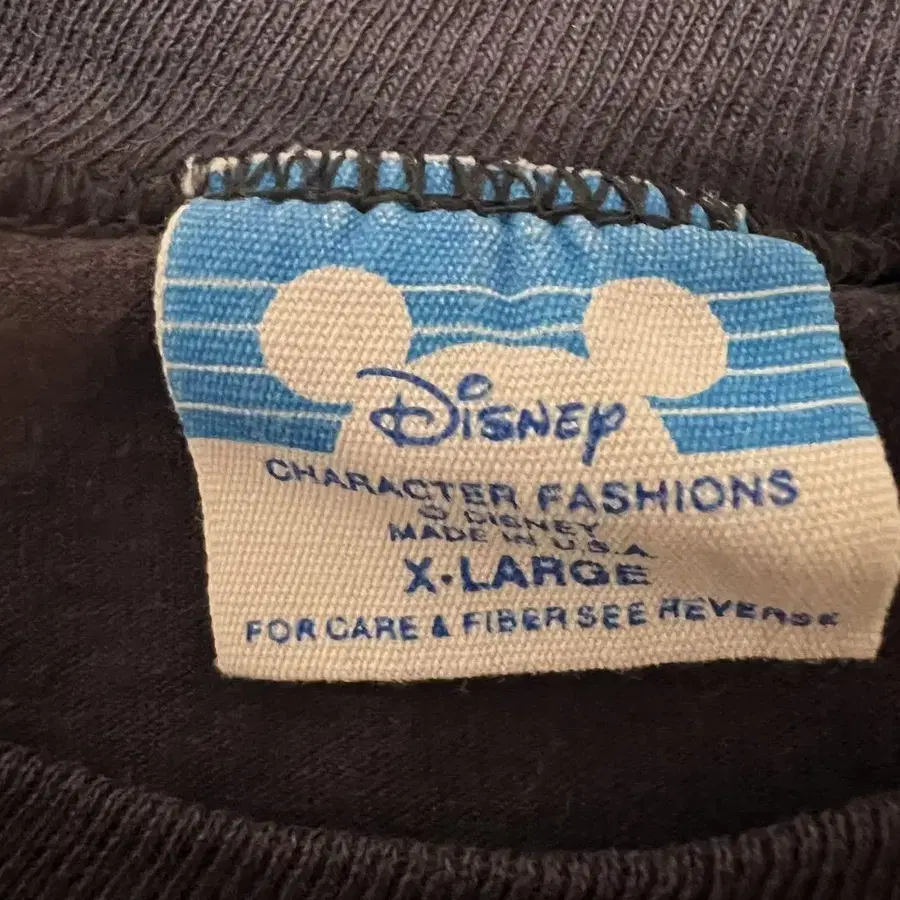 Disney
CHARACTER FASHIONS
© DISNEY
MADE IN U.S.A.
X-LARGE
FOR CARE & FIBER SEE REVERSE